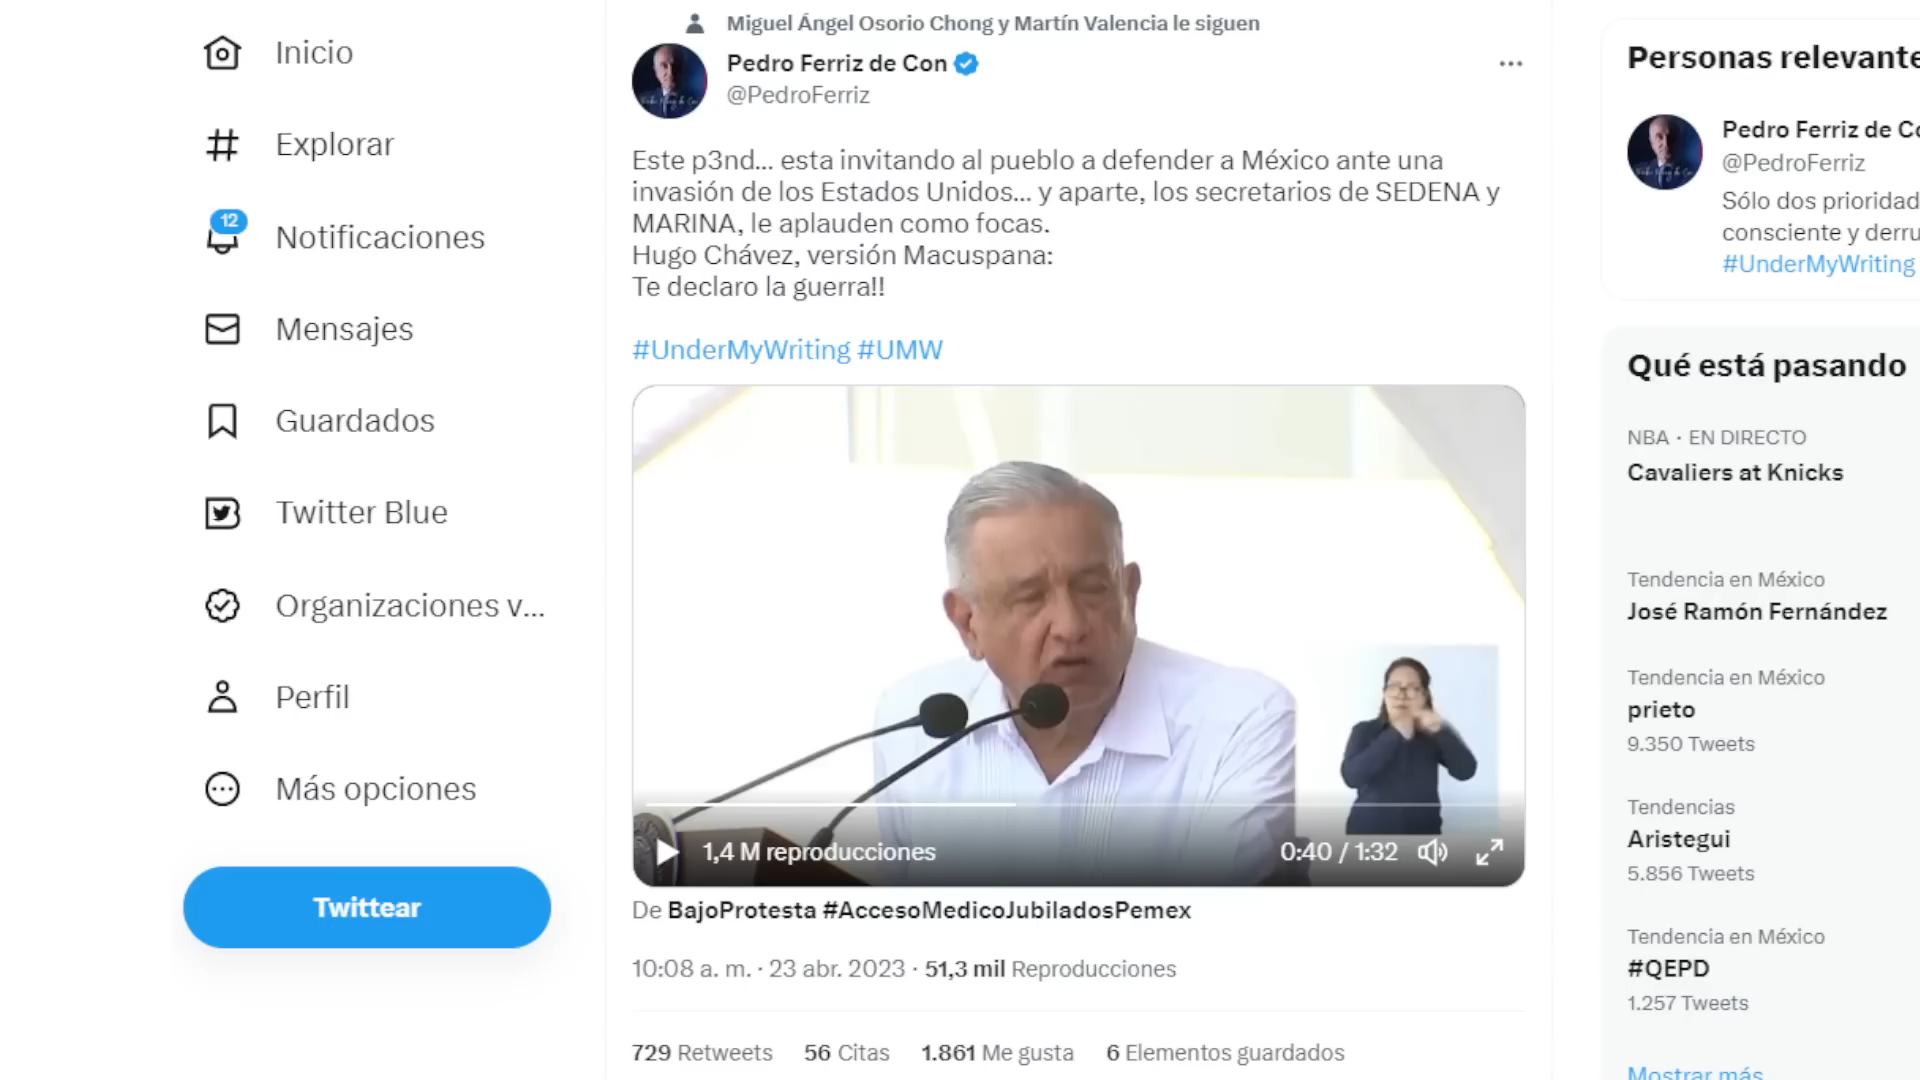 Inicio
Explorar
12
Notificaciones
Mensajes
Guardados
Twitter Blue
Organizaciones v...
Perfil
Más opciones
Twittear
Miguel Ángel Osorio Chong y Martín Valencia le siguen
Pedro Ferriz de Con
@PedroFerriz
Este p3nd... esta invitando al pueblo a defender a México ante una
invasión de los Estados Unidos... y aparte, los secretarios de SEDENA y
MARINA, le aplauden como focas.
Hugo Chávez, versión Macuspana:
Te declaro la guerra!!
#UnderMyWriting #UMW
1,4 M reproducciones
0:40 / 1:32
De BajoProtesta #AccesoMedicoJubiladosPemex
10:08 a. m. · 23 abr. 2023 · 51,3 mil Reproducciones
729 Retweets 56 Citas 1.861 Me gusta 6 Elementos guardados
Personas relevante
Pedro Ferriz de Co
@PedroFerriz
Sólo dos prioridad
consciente y derru
#UnderMyWriting
Qué está pasando
NBA · EN DIRECTO
Cavaliers at Knicks
Tendencia en México
José Ramón Fernández
Tendencia en México
prieto
9.350 Tweets
Tendencias
Aristegui
5.856 Tweets
Tendencia en México
#QEPD
1.257 Tweets
Mostrar más